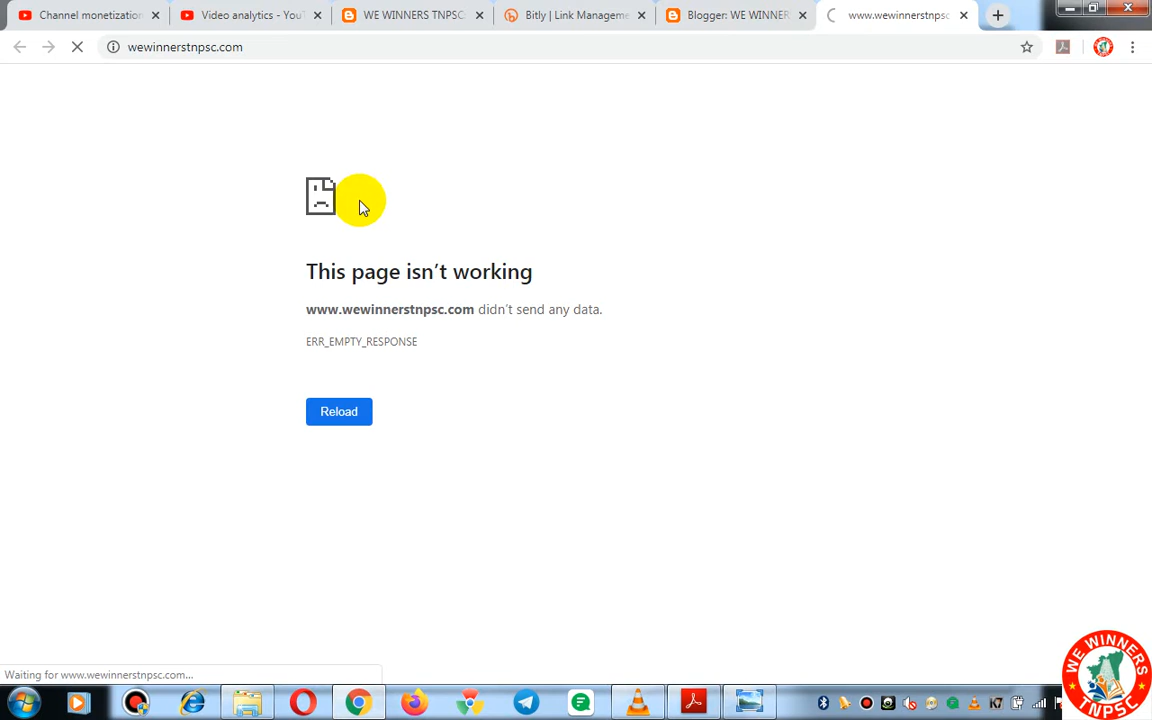 Channel monetization
Video analytics - YouT
WE WINNERS TNPSC
Bitly | Link Manageme
Blogger: WE WINNER
www.wewinnerstnpsc
wewinnerstnpsc.com
This page isn't working
www.wewinnerstnpsc.com didn't send any data.
ERR_EMPTY_RESPONSE
Reload
Waiting for www.wewinnerstnpsc.com...
WE WINNERS
TNPSC